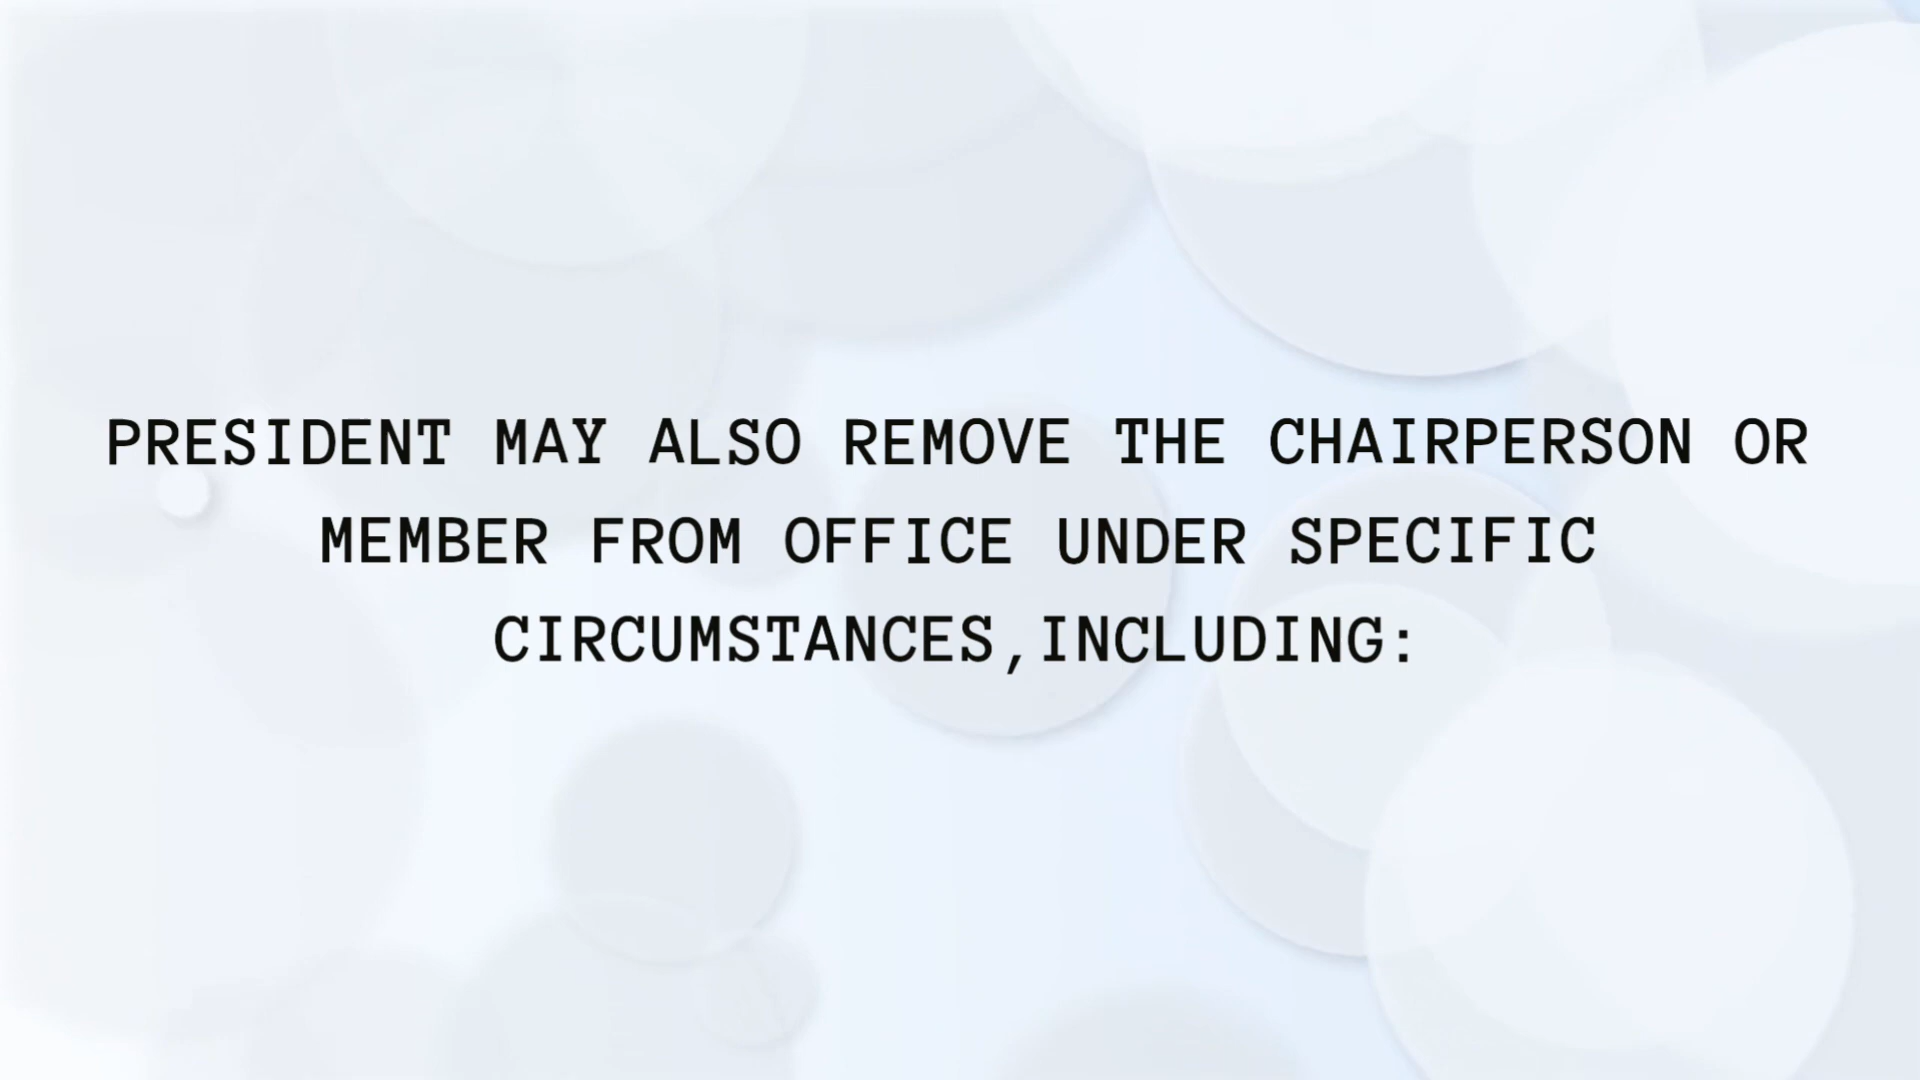 PRESIDENT MAY ALSO REMOVE THE CHAIRPERSON OR
MEMBER FROM OFFICE UNDER SPECIFIC
CIRCUMSTANCES,INCLUDING: